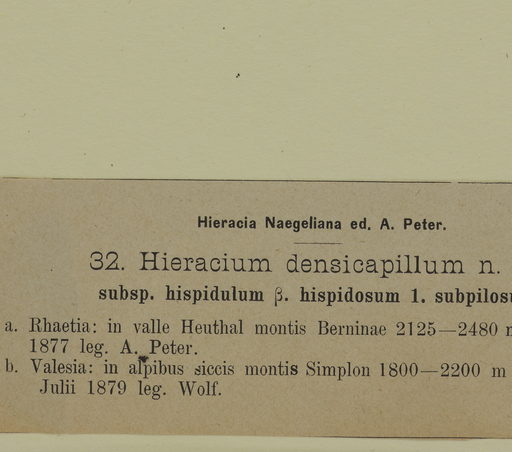 Hieracia Naegeliana ed. A. Peter.
32. Hieracium densicapillum n.
subsp. hispidulum β. hispidosum 1.
a. Rhaetia: in valle Heuthal montis Berninae 2125—2480
1877 leg. A. Peter.
b. Valesia: in alpibus siccis montis Simplon 1800—2200 m
Julii 1879 leg. Wolf.